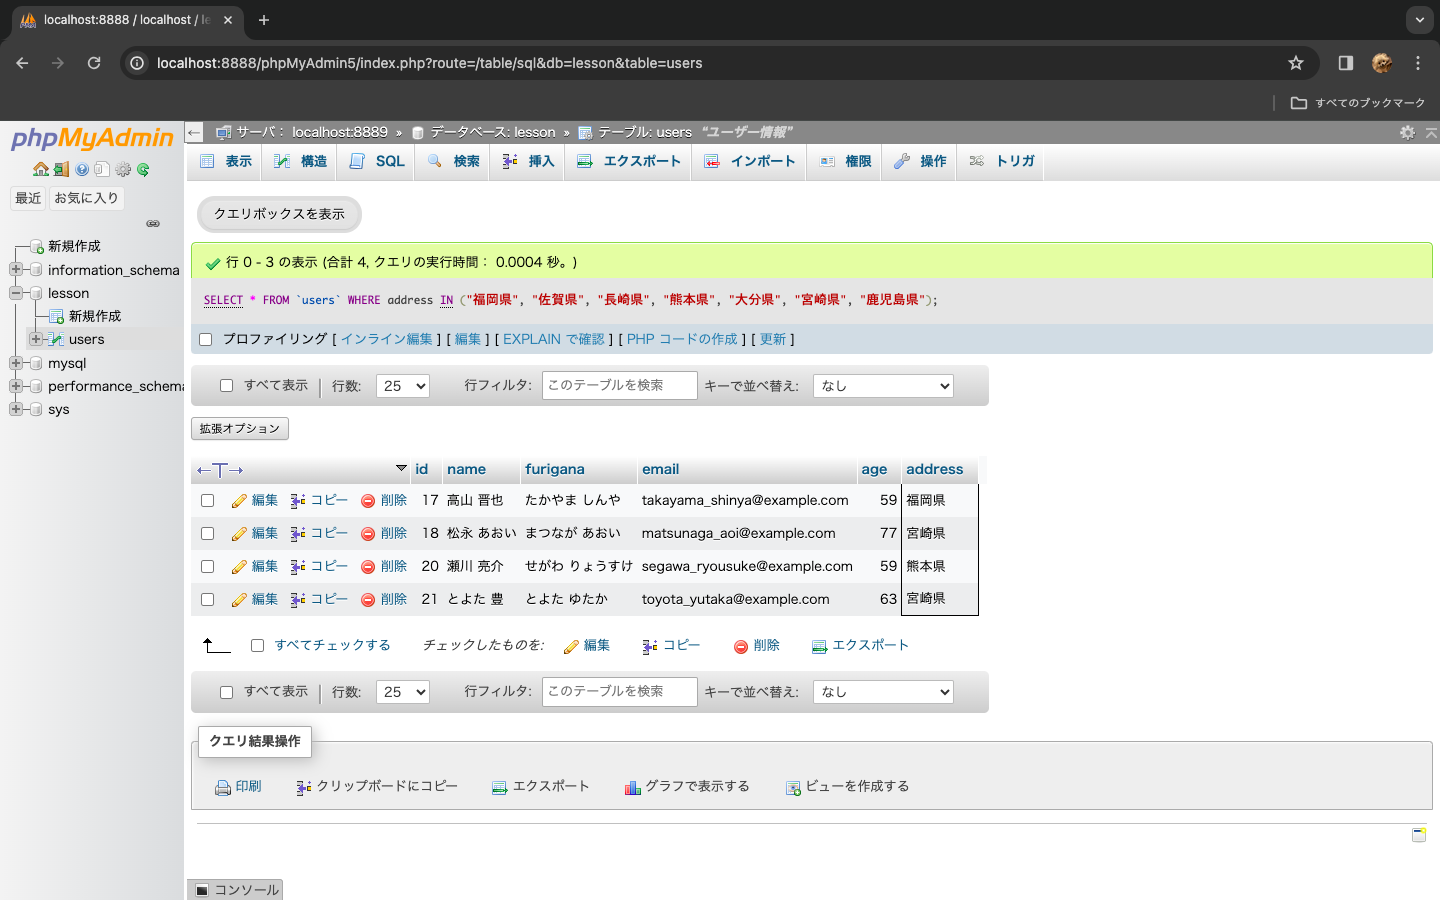 localhost:8888 / localhost / le
localhost:8888/phpMyAdmin5/index.php?route=/table/sql&db=lesson&table=users
すべてのブックマーク
phpMyAdmin
最近 お気に入り
新規作成
information_schema
lesson
新規作成
users
mysql
performance_schema
sys
サーバ: localhost:8889 » データベース: lesson » テーブル: users "ユーザー情報"
表示 構造 SQL 検索 挿入 エクスポート インポート 権限 操作 トリガ
クエリボックスを表示
行 0 - 3 の表示 (合計 4, クエリの実行時間: 0.0004 秒。)
SELECT * FROM `users` WHERE address IN ("福岡県", "佐賀県", "長崎県", "熊本県", "大分県", "宮崎県", "鹿児島県");
プロファイリング [ インライン編集 ] [ 編集 ] [ EXPLAIN で確認 ] [ PHP コードの作成 ] [ 更新 ]
すべて表示 行数: 25 行フィルタ: このテーブルを検索 キーで並べ替え: なし
拡張オプション
←T→ id name furigana email age address
編集 コピー 削除 17 高山 晋也 たかやま しんや takayama_shinya@example.com 59 福岡県
編集 コピー 削除 18 松永 あおい まつなが あおい matsunaga_aoi@example.com 77 宮崎県
編集 コピー 削除 20 瀬川 亮介 せがわ りょうすけ segawa_ryousuke@example.com 59 熊本県
編集 コピー 削除 21 とよた 豊 とよた ゆたか toyota_yutaka@example.com 63 宮崎県
すべてチェックする チェックしたものを: 編集 コピー 削除 エクスポート
すべて表示 行数: 25 行フィルタ: このテーブルを検索 キーで並べ替え: なし
クエリ結果操作
印刷 クリップボードにコピー エクスポート グラフで表示する ビューを作成する
コンソール